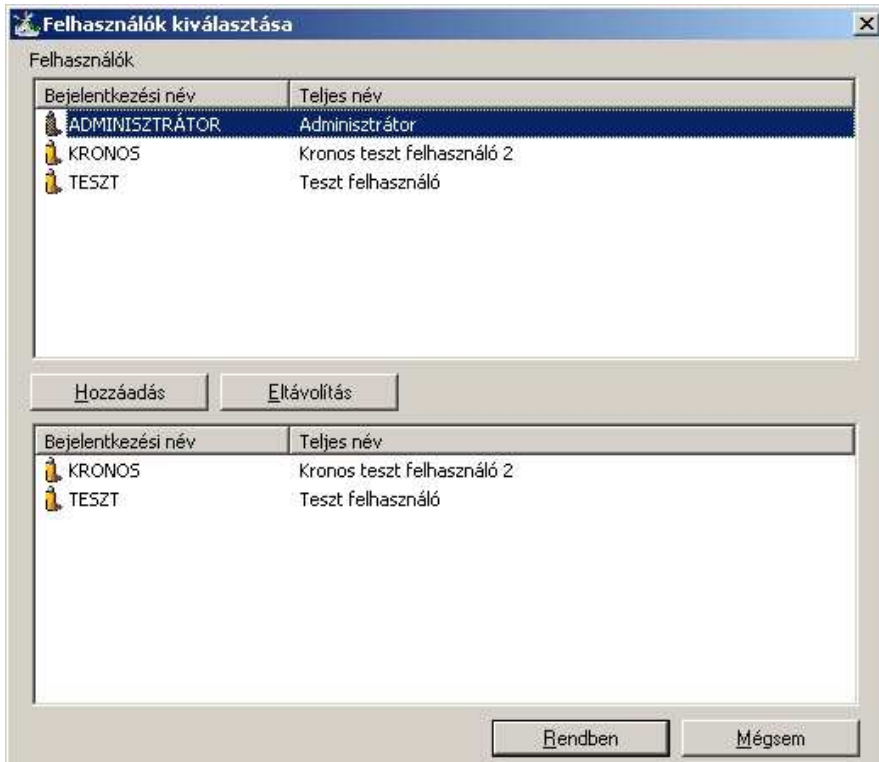 Felhasználók kiválasztása
Felhasználók
Bejelentkezési név Teljes név
ADMINISZTRÁTOR Adminisztrátor
KRONOS Kronos teszt felhasználó 2
TESZT Teszt felhasználó
Hozzáadás Eltávolítás
Bejelentkezési név Teljes név
KRONOS Kronos teszt felhasználó 2
TESZT Teszt felhasználó
Rendben Mégsem